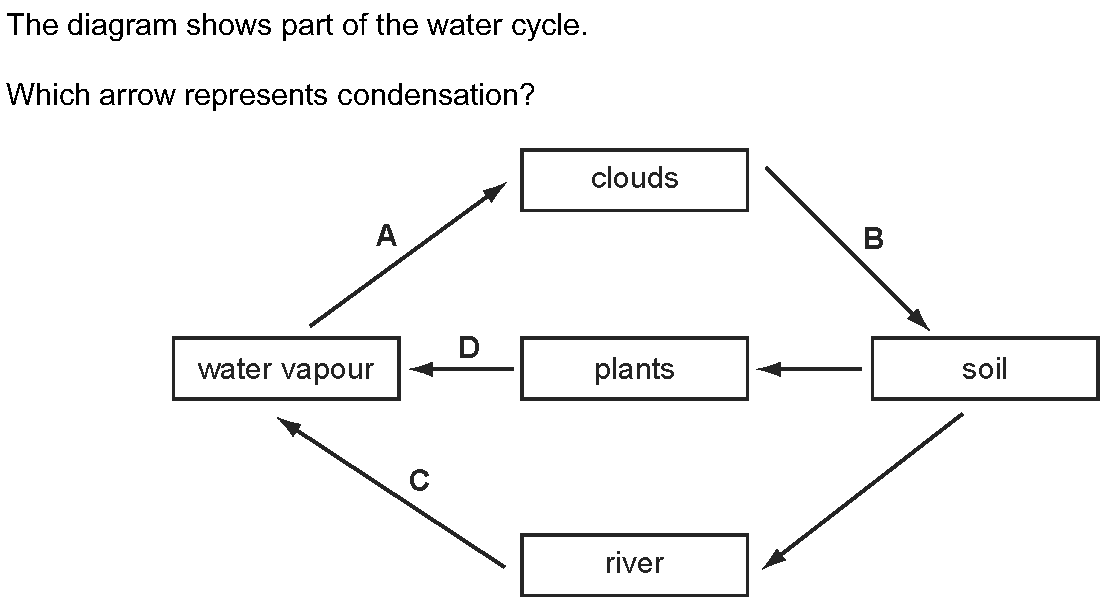 The diagram shows part of the water cycle.
Which arrow represents condensation?
clouds
A
B
water vapour
D
plants
soil
C
river